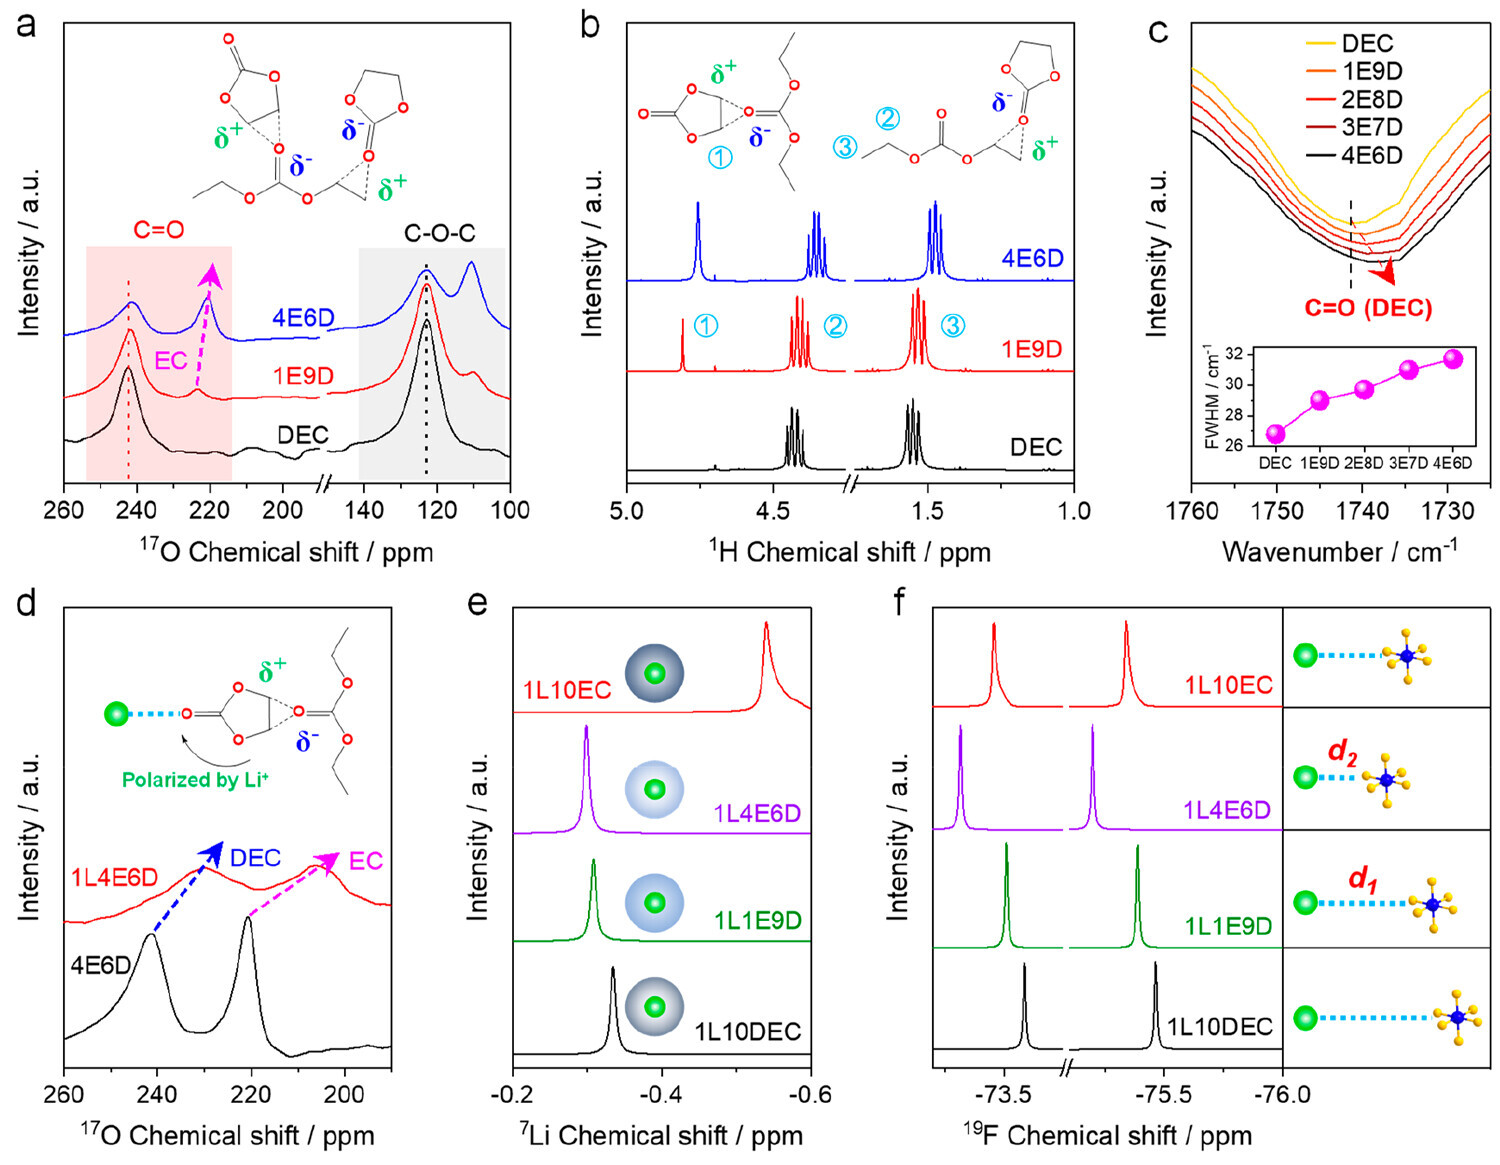 a
O
O
O
δ+
δ-
O
O
O
O
δ-
O
O
δ+
C=O
C-O-C
4E6D
EC
1E9D
DEC
Intensity / a.u.
260 240 220 200 140 120 100
17O Chemical shift / ppm
b
δ+
O
O
O
O
O
O
δ-
①
②
③
O
O
O
O
O
δ-
O
δ+
4E6D
① ② ③
1E9D
DEC
Intensity / a.u.
5.0 4.5 1.5 1.0
1H Chemical shift / ppm
c
DEC
1E9D
2E8D
3E7D
4E6D
C=O (DEC)
FWHM / cm-1
32
30
28
26
DEC 1E9D 2E8D 3E7D 4E6D
Intensity / a.u.
1760 1750 1740 1730
Wavenumber / cm-1
d
δ+
O
O
O
O
O
O
δ-
Polarized by Li+
DEC
EC
1L4E6D
4E6D
Intensity / a.u.
260 240 220 200
17O Chemical shift / ppm
e
1L10EC
1L4E6D
1L1E9D
1L10DEC
Intensity / a.u.
-0.2 -0.4 -0.6
7Li Chemical shift / ppm
f
1L10EC
1L4E6D
d2
1L1E9D
d1
1L10DEC
Intensity / a.u.
-73.5 -75.5 -76.0
19F Chemical shift / ppm